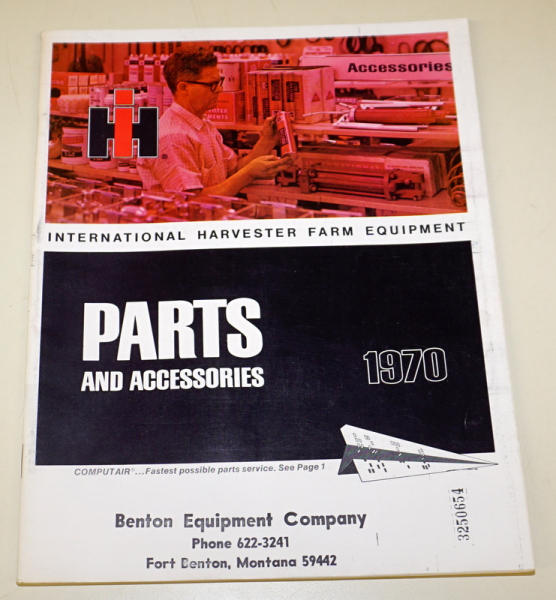 Accessories
IH
INTERNATIONAL HARVESTER FARM EQUIPMENT
PARTS
AND ACCESSORIES
1970
COMPUTAIR®...Fastest possible parts service. See Page 1
Benton Equipment Company
Phone 622-3241
Fort Benton, Montana 59442
3250654